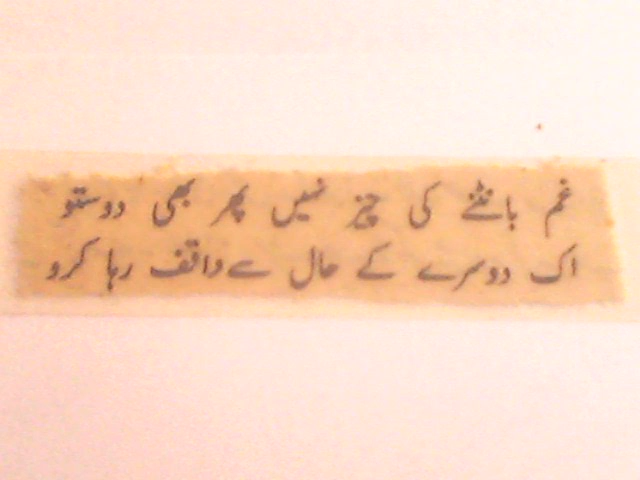 غم بانٹنے کی چیز نہیں پھر بھی دوستو
اک دوسرے کے حال سے واقف رہا کرو